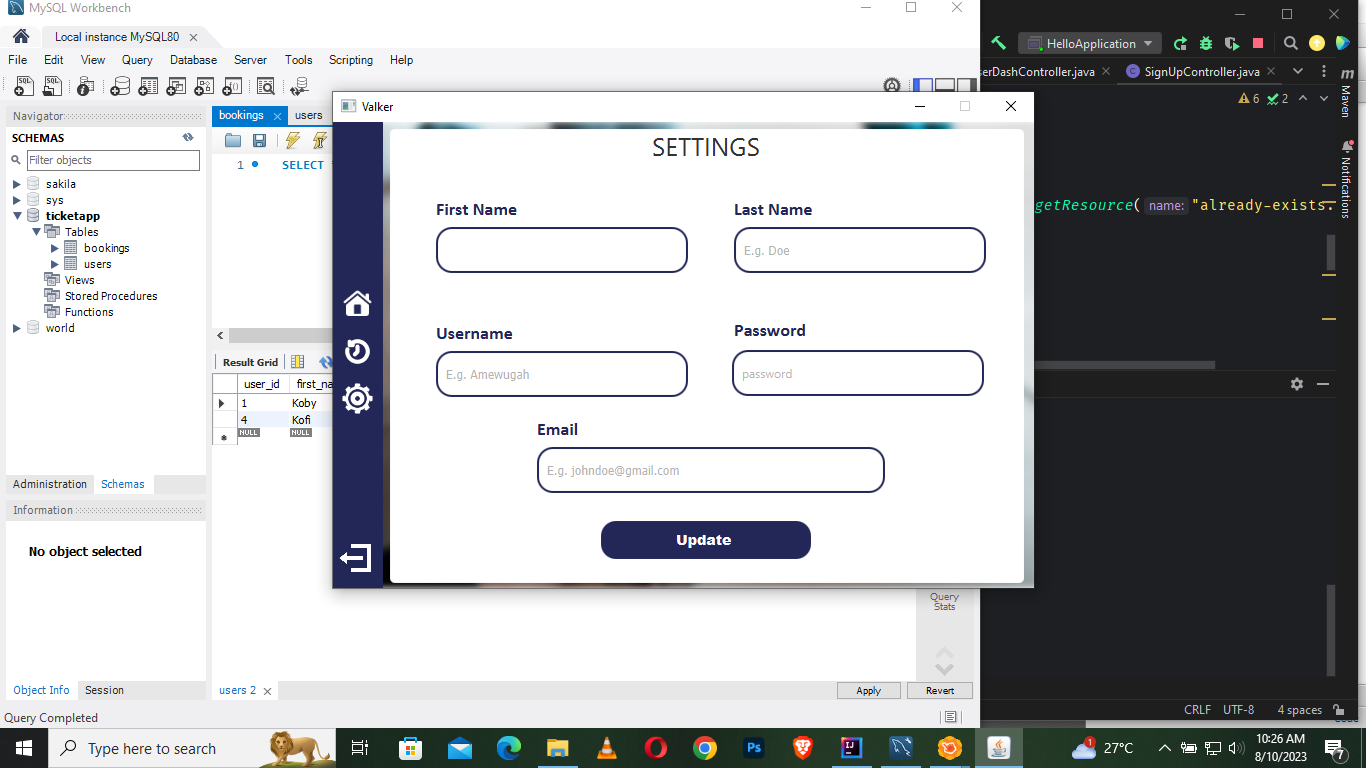 MySQL Workbench
Local instance MySQL80
File Edit View Query Database Server Tools Scripting Help
Navigator
SCHEMAS
Filter objects
sakila
sys
ticketapp
Tables
bookings
users
Views
Stored Procedures
Functions
world
Administration Schemas
Information
No object selected
Object Info Session
Query Completed
bookings users
1 SELECT
Result Grid
user_id first_na
1 Koby
4 Kofi
NULL NULL
users 2
Query
Stats
Apply Revert
Valker
SETTINGS
First Name
Last Name
E.g. Doe
Username
E.g. Amewugah
Password
password
Email
E.g. johndoe@gmail.com
Update
HelloApplication
serDashController.java SignUpController.java
6 2
Maven
Notifications
getResource( name: "already-exists.
CRLF UTF-8 4 spaces
Type here to search
Ps
IJ
1
27°C
10:26 AM
8/10/2023
7